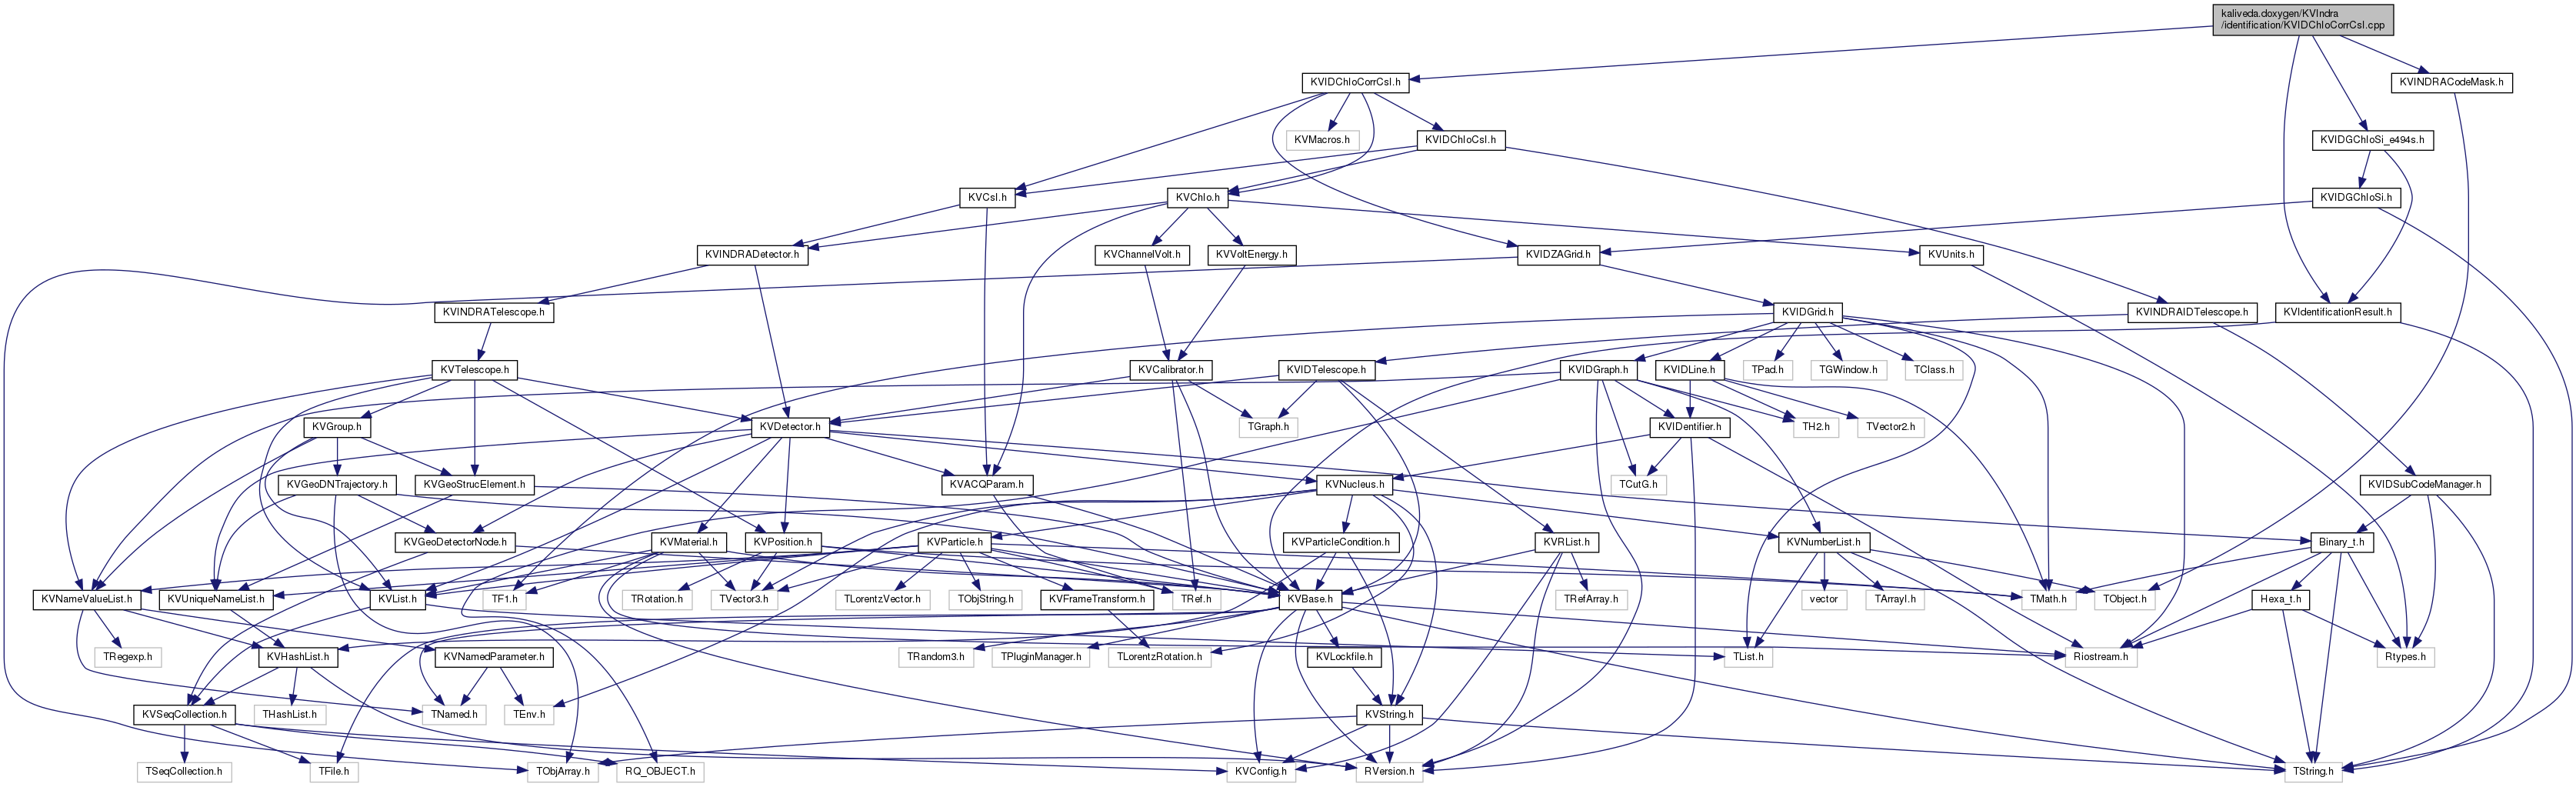 kaliveda.doxygen/KVIndra
/identification/KVIDChIoCorrCsI.cpp
KVIDChIoCorrCsI.h
KVINDRACodeMask.h
KVMacros.h
KVIDChIoCsI.h
KVIDGChIoSi_e494s.h
KVCsI.h
KVChIo.h
KVIDGChIoSi.h
KVINDRADetector.h
KVChannelVolt.h
KVVoltEnergy.h
KVIDZAGrid.h
KVUnits.h
KVINDRATelescope.h
KVIDGrid.h
KVINDRAIDTelescope.h
KVIdentificationResult.h
KVTelescope.h
KVCalibrator.h
KVIDTelescope.h
KVIDGraph.h
KVIDLine.h
TPad.h
TGWindow.h
TClass.h
KVGroup.h
KVDetector.h
TGraph.h
KVIDentifier.h
TH2.h
TVector2.h
KVGeoDNTrajectory.h
KVGeoStrucElement.h
KVACQParam.h
KVNucleus.h
TCutG.h
KVIDSubCodeManager.h
KVGeoDetectorNode.h
KVMaterial.h
KVPosition.h
KVParticle.h
KVParticleCondition.h
KVRList.h
KVNumberList.h
Binary_t.h
KVNameValueList.h
KVUniqueNameList.h
KVList.h
TF1.h
TRotation.h
TVector3.h
TLorentzVector.h
TObjString.h
KVFrameTransform.h
TRef.h
KVBase.h
TRefArray.h
vector
TArrayI.h
TMath.h
TObject.h
Hexa_t.h
TRegexp.h
KVHashList.h
KVNamedParameter.h
TRandom3.h
TPluginManager.h
TLorentzRotation.h
KVLockfile.h
TList.h
Riostream.h
Rtypes.h
KVSeqCollection.h
THashList.h
TNamed.h
TEnv.h
KVString.h
TSeqCollection.h
TFile.h
TObjArray.h
RQ_OBJECT.h
KVConfig.h
RVersion.h
TString.h